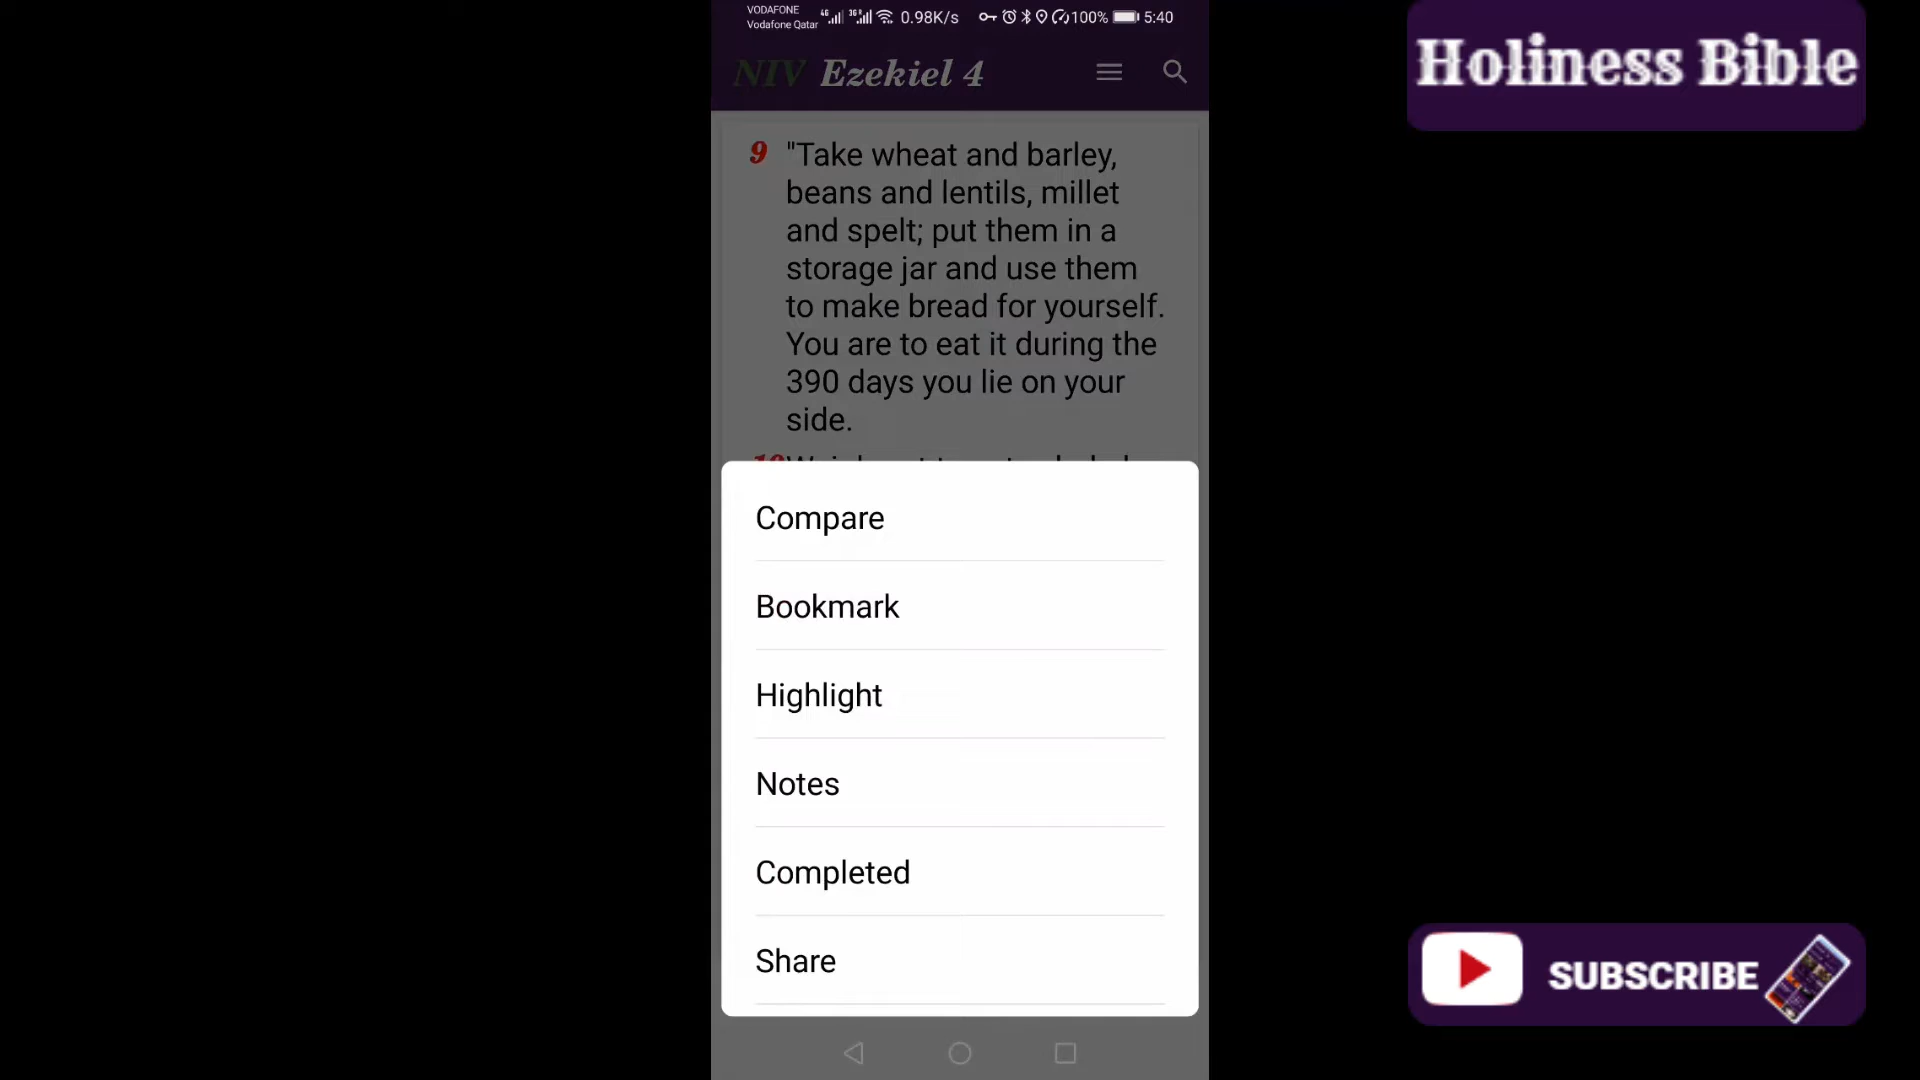 VODAFONE
Vodafone Qatar
4G 3G R 0.98K/s 100% 5:40
NIV Ezekiel 4
9 "Take wheat and barley,
beans and lentils, millet
and spelt; put them in a
storage jar and use them
to make bread for yourself.
You are to eat it during the
390 days you lie on your
side.
Compare
Bookmark
Highlight
Notes
Completed
Share
Holiness Bible
SUBSCRIBE